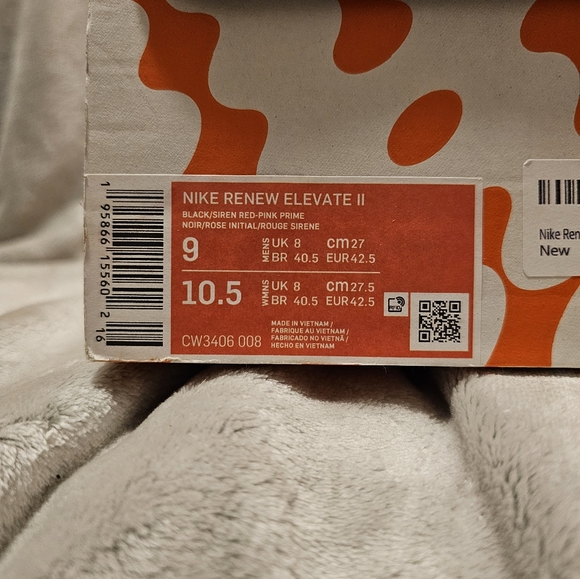 NIKE RENEW ELEVATE II
BLACK/SIREN RED-PINK PRIME
NOIR/ROSE INITIAL/ROUGE SIRENE
9 MENS UK 8 cm 27
BR 40.5 EUR 42.5
10.5 WMNS UK 8 cm 27.5
BR 40.5 EUR 42.5
CW3406 008
MADE IN VIETNAM /
FABRIQUE AU VIETNAM /
FABRICADO NO VIETNÃ /
HECHO EN VIETNAM
1 95866 15560 2 16
Nike Ren
New